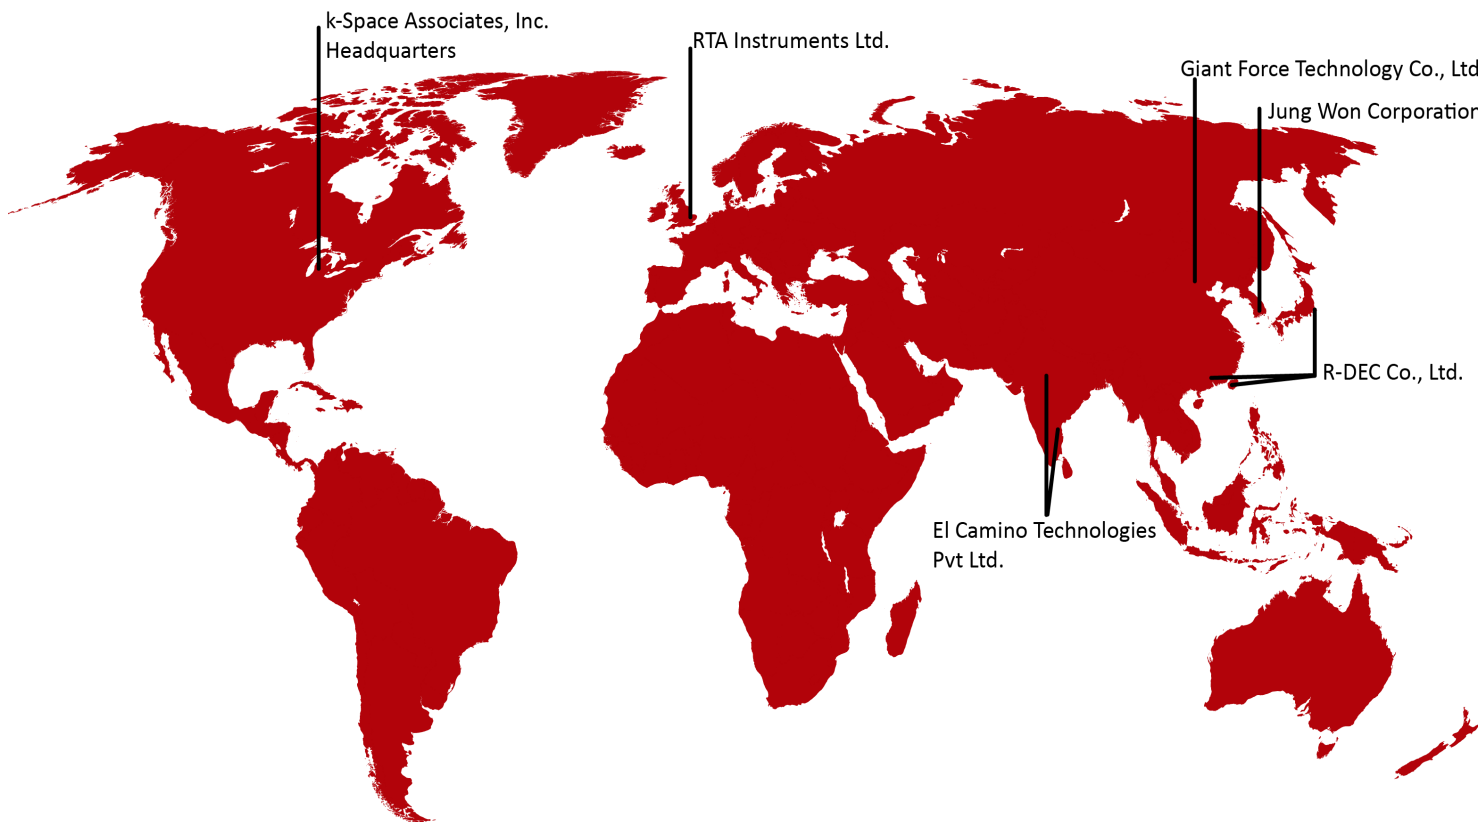 k-Space Associates, Inc.
Headquarters
RTA Instruments Ltd.
Giant Force Technology Co., Ltd
Jung Won Corporation
R-DEC Co., Ltd.
El Camino Technologies
Pvt Ltd.